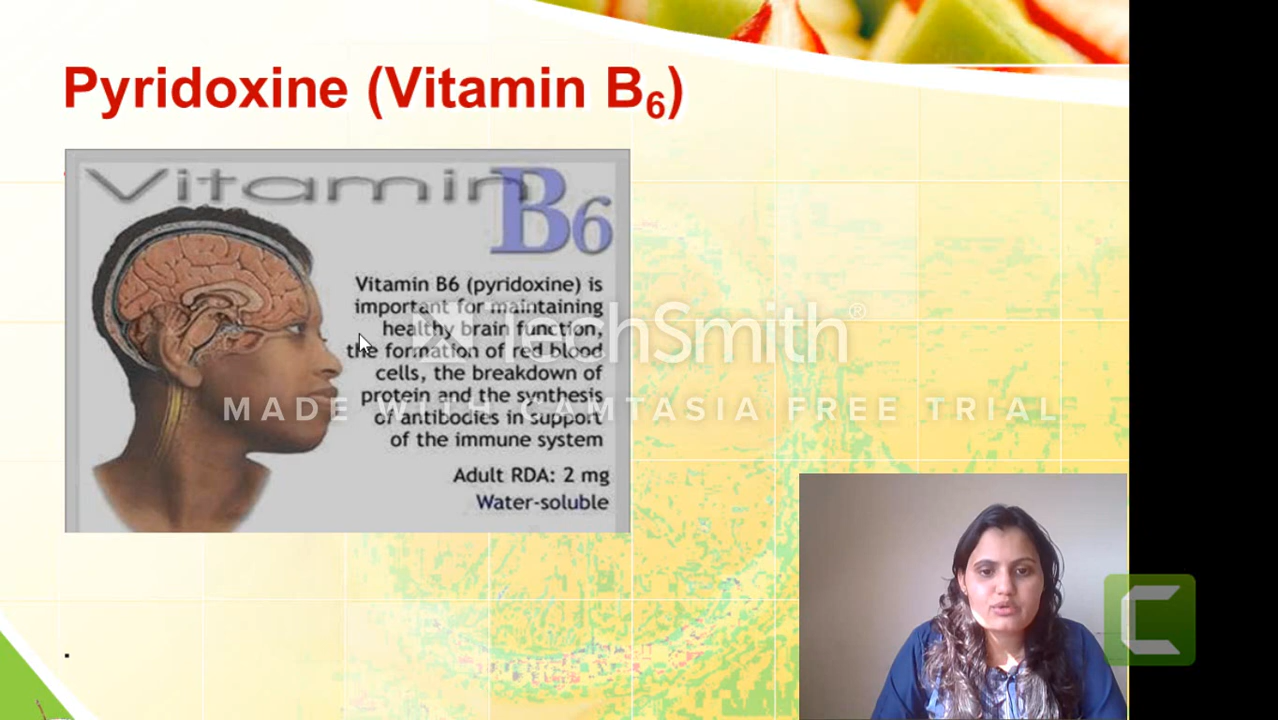 Pyridoxine (Vitamin B6)
Vitamin B6
Vitamin B6 (pyridoxine) is
important for maintaining
healthy brain function,
the formation of red blood
cells, the breakdown of
protein and the synthesis
of antibodies in support
of the immune system
Adult RDA: 2 mg
Water-soluble
TechSmith®
MADE WITH CAMTASIA FREE TRIAL